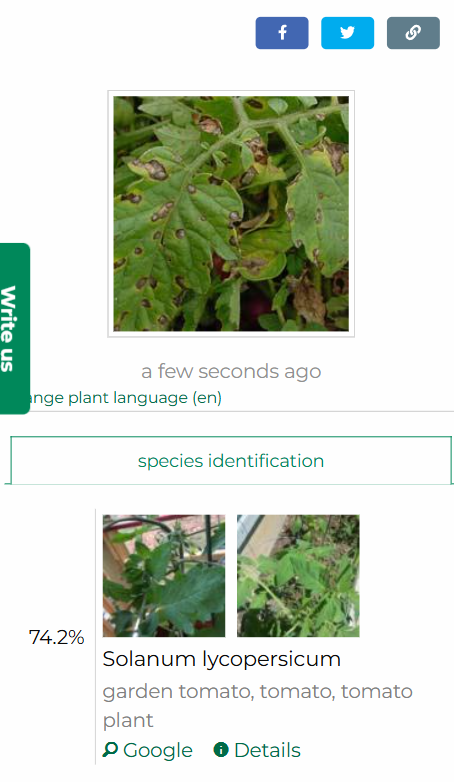 Write us
a few seconds ago
ange plant language (en)
species identification
74.2%
Solanum lycopersicum
garden tomato, tomato, tomato
plant
Google Details